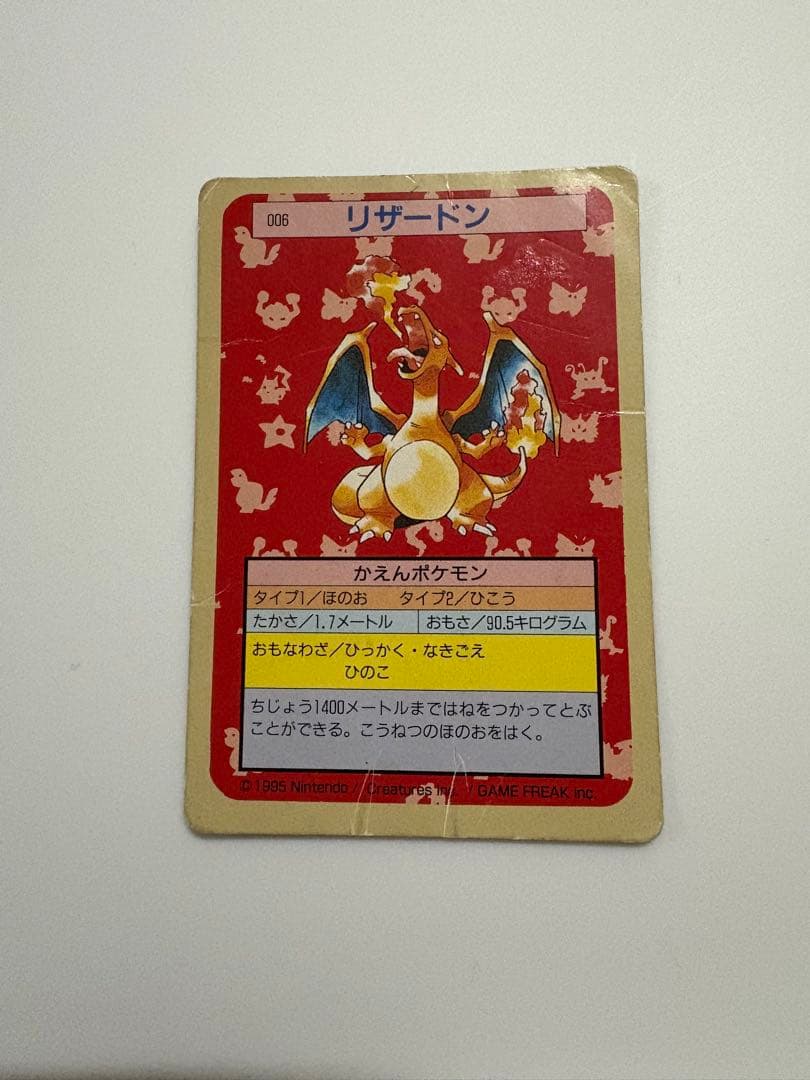 006 リザードン
かえんポケモン
タイプ1/ほのお タイプ2/ひこう
たかさ/1.7メートル おもさ/90.5キログラム
おもなわざ/ひっかく・なきごえ
ひのこ
ちじょう1400メートルまではねをつかってとぶ
ことができる。こうねつのほのおをはく。
© 1995 Nintendo / Creatures inc. / GAME FREAK inc.